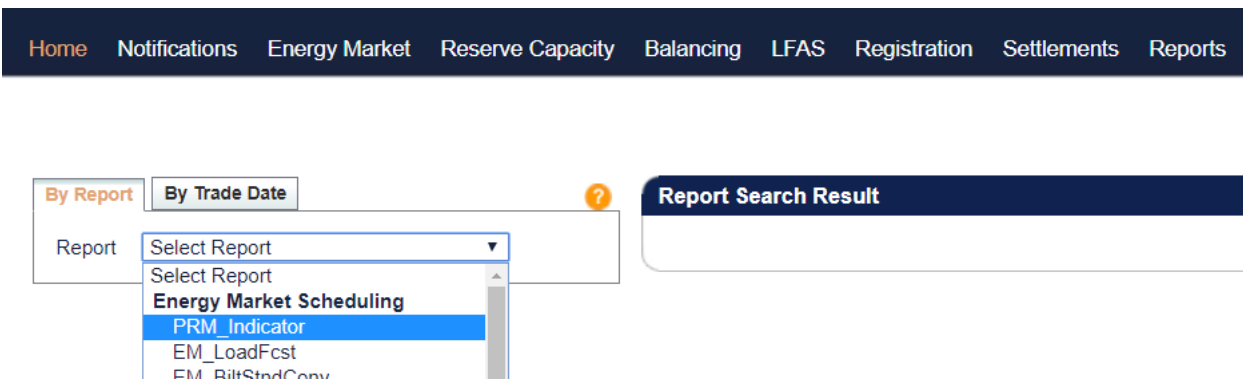 Home Notifications Energy Market Reserve Capacity Balancing LFAS Registration Settlements Reports
By Report By Trade Date ?
Report Search Result
Report Select Report
Select Report
Energy Market Scheduling
PRM_Indicator
EM_LoadFcst
EM_BiltStndConv